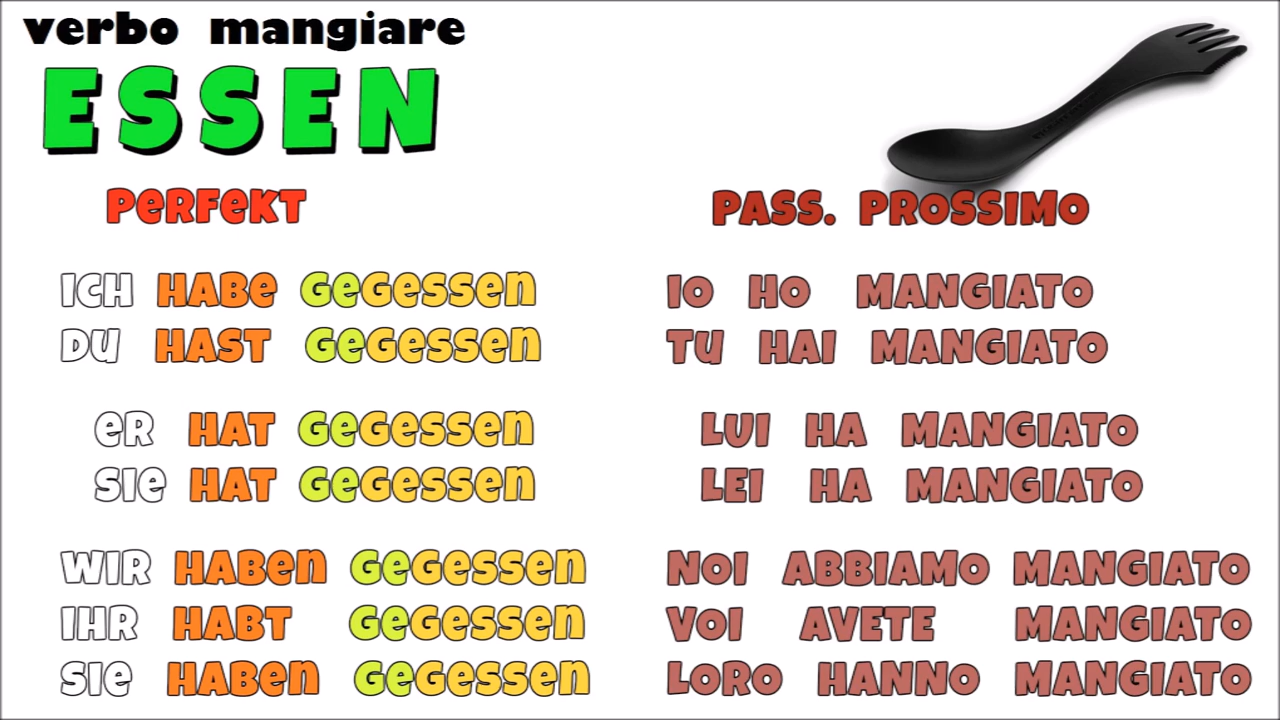 verbo mangiare
ESSEN
PeRFeKT
PASS. PROSSIMO
ICH HABe GeGessen
DU HAST GeGessen
eR HAT GeGessen
SIe HAT GeGessen
WIR HABen GeGessen
IHR HABT GeGessen
SIe HABen GeGessen
IO HO MANGIATO
TU HAI MANGIATO
LUI HA MANGIATO
LEI HA MANGIATO
NOI ABBIAMO MANGIATO
VOI AVETE MANGIATO
LORO HANNO MANGIATO